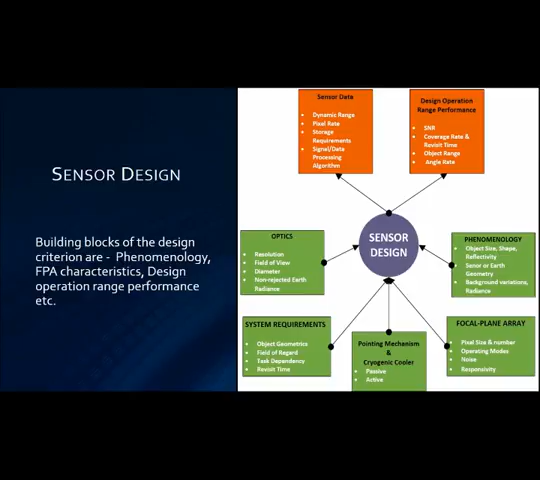 SENSOR DESIGN
Building blocks of the design
criterion are - Phenomenology,
FPA characteristics, Design
operation range performance
etc.
Sensor Data
• Dynamic Range
• Pixel Rate
• Storage
Requirements
• Signal/Data
Processing
Algorithm
Design Operation
Range Performance
• SNR
• Coverage Rate &
Revisit Time
• Object Range
• Angle Rate
OPTICS
• Resolution
• Field of View
• Diameter
• Non-rejected Earth
Radiance
SENSOR
DESIGN
PHENOMENOLOGY
• Object Size, Shape,
Reflectivity
• Senor or Earth
Geometry
• Background variations,
Radiance
SYSTEM REQUIREMENTS
• Object Geometrics
• Field of Regard
• Task Dependency
• Revisit Time
Pointing Mechanism
&
Cryogenic Cooler
• Passive
• Active
FOCAL-PLANE ARRAY
• Pixel Size & number
• Operating Modes
• Noise
• Responsivity